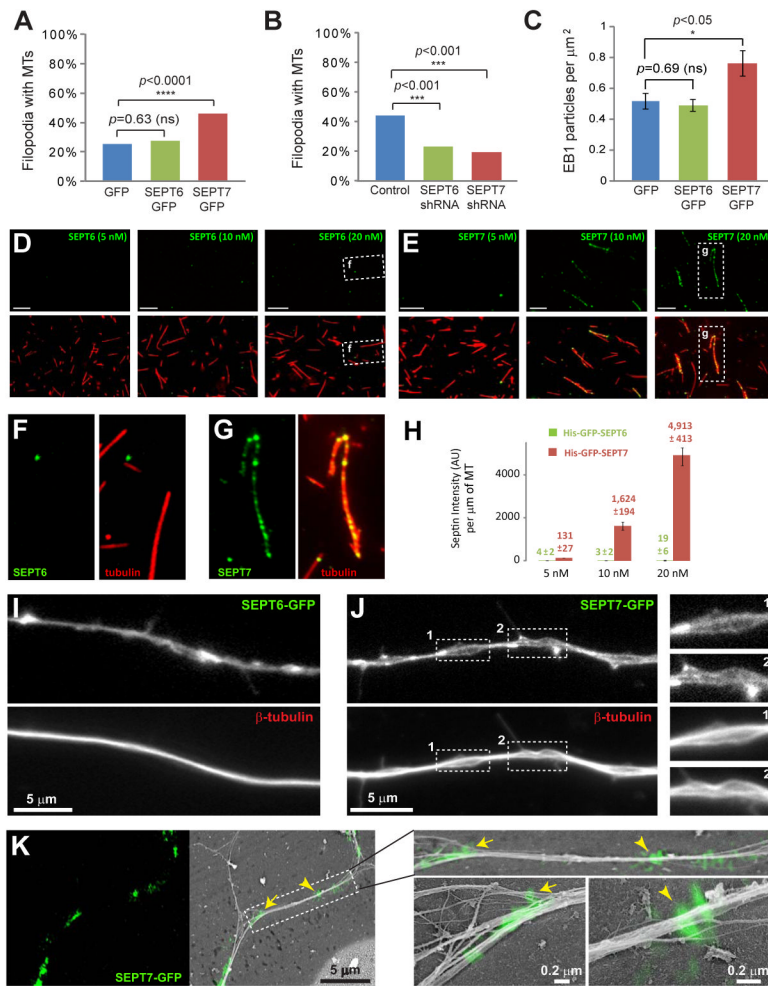 A
100%
80%
60%
40%
20%
0%
Filopodia with MTs
p<0.0001
****
p=0.63 (ns)
GFP
SEPT6
GFP
SEPT7
GFP
B
100%
80%
60%
40%
20%
0%
Filopodia with MTs
p<0.001
***
p<0.001
***
Control
SEPT6
shRNA
SEPT7
shRNA
C
1
0.8
0.6
0.4
0.2
0
EB1 particles per μm²
p<0.05
*
p=0.69 (ns)
GFP
SEPT6
GFP
SEPT7
GFP
D
SEPT6 (5 nM)
SEPT6 (10 nM)
SEPT6 (20 nM)
f
f
E
SEPT7 (5 nM)
SEPT7 (10 nM)
SEPT7 (20 nM)
g
g
F
SEPT6
tubulin
G
SEPT7
tubulin
H
His-GFP-SEPT6
His-GFP-SEPT7
Septin Intensity (AU)
per μm of MT
4000
2000
0
4±2
131
±27
3±2
1,624
±194
19
±6
4,913
±413
5 nM
10 nM
20 nM
I
SEPT6-GFP
β-tubulin
5 μm
J
SEPT7-GFP
1
2
β-tubulin
1
2
5 μm
1
2
1
2
K
SEPT7-GFP
5 μm
0.2 μm
0.2 μm